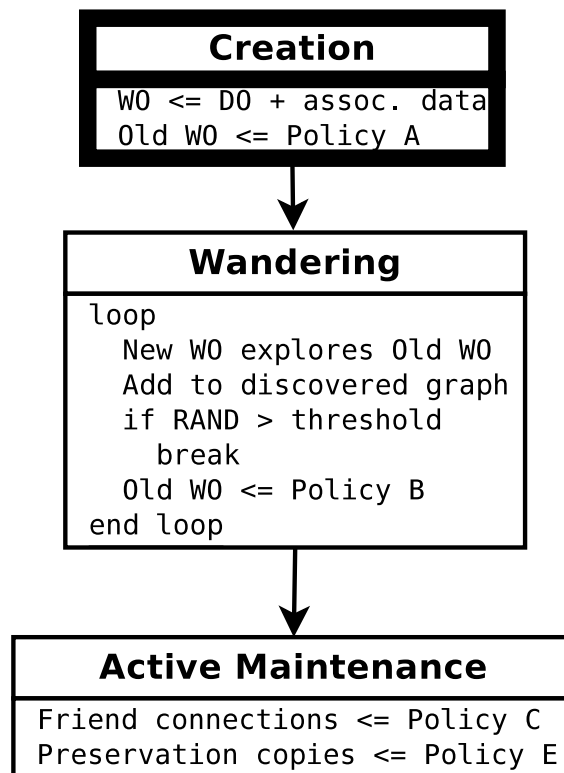 Creation
WO <= DO + assoc. data
Old WO <= Policy A
Wandering
loop
New WO explores Old WO
Add to discovered graph
if RAND > threshold
break
Old WO <= Policy B
end loop
Active Maintenance
Friend connections <= Policy C
Preservation copies <= Policy E